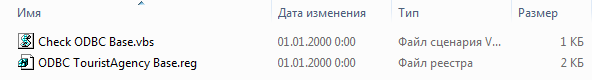 Имя Дата изменения Тип Размер
Check ODBC Base.vbs 01.01.2000 0:00 Файл сценария V... 1 КБ
ODBC TouristAgency Base.reg 01.01.2000 0:00 Файл реестра 2 КБ